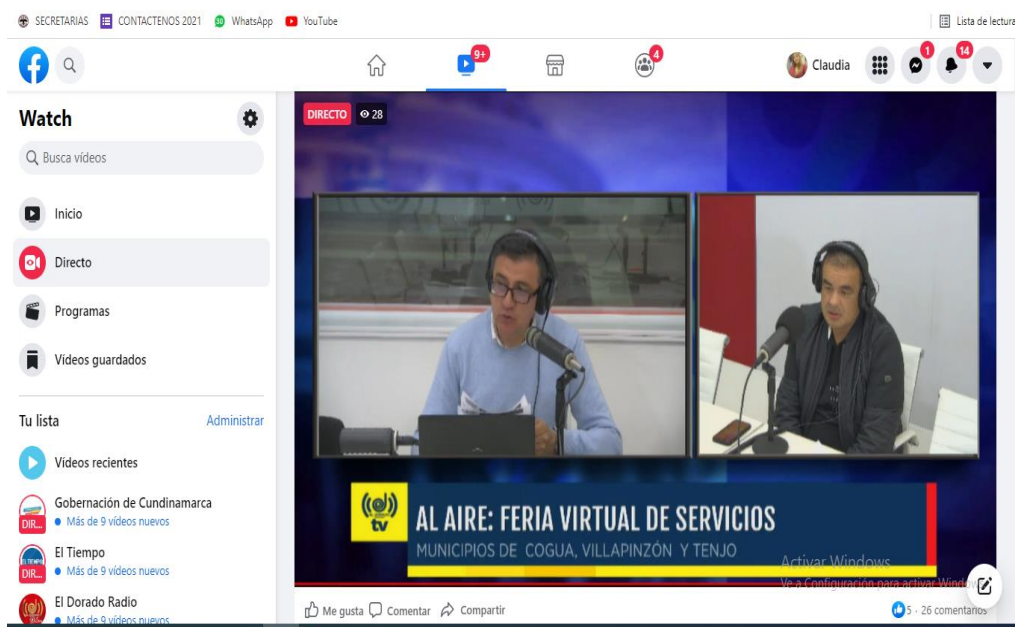 SECRETARIAS CONTACTENOS 2021 WhatsApp YouTube Lista de lectura
9+ 4 Claudia 1 14
Watch
Busca vídeos
Inicio
Directo
Programas
Vídeos guardados
Tu lista Administrar
Vídeos recientes
Gobernación de Cundinamarca
DIR... Más de 9 vídeos nuevos
El Tiempo
DIR... Más de 9 vídeos nuevos
El Dorado Radio
Más de 9 vídeos nuevos
DIRECTO 28
tv
AL AIRE: FERIA VIRTUAL DE SERVICIOS
MUNICIPIOS DE COGUA, VILLAPINZÓN Y TENJO
Activar Windows
Ve a Configuración para activar Windows
Me gusta Comentar Compartir 5 - 26 comentarios